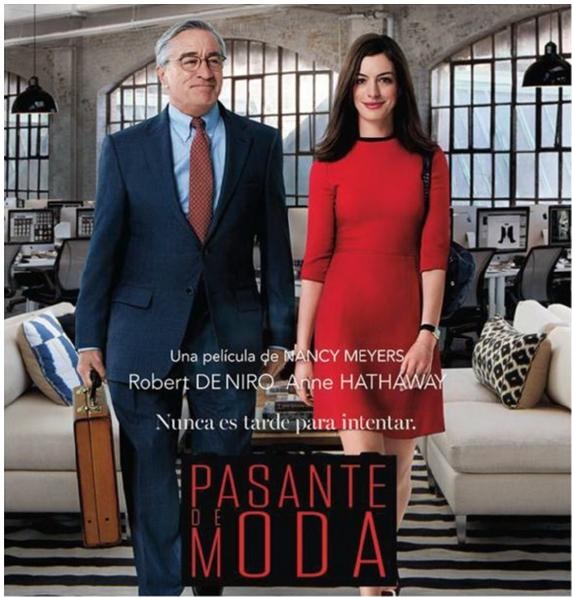 Una película de NANCY MEYERS
Robert DE NIRO Anne HATHAWAY
Nunca es tarde para intentar.
PASANTE
DE
MODA